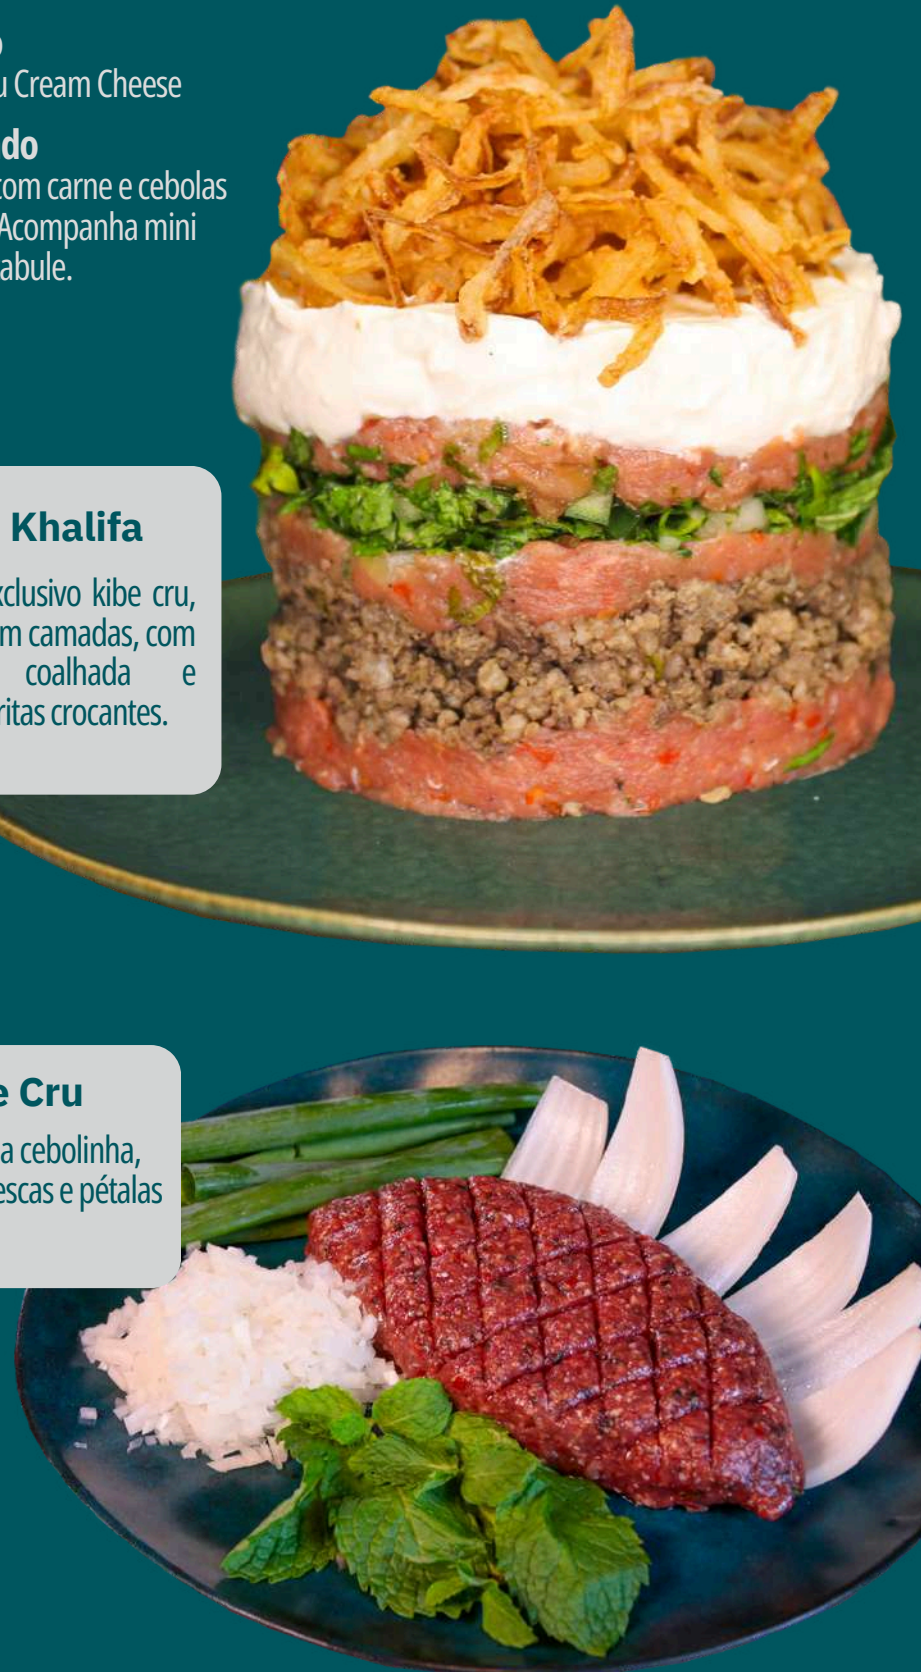 o
u Cream Cheese
do
com carne e cebolas
Acompanha mini
abule.
Khalifa
xclusivo kibe cru,
m camadas, com
coalhada e
ritas crocantes.
e Cru
a cebolinha,
escas e pétalas